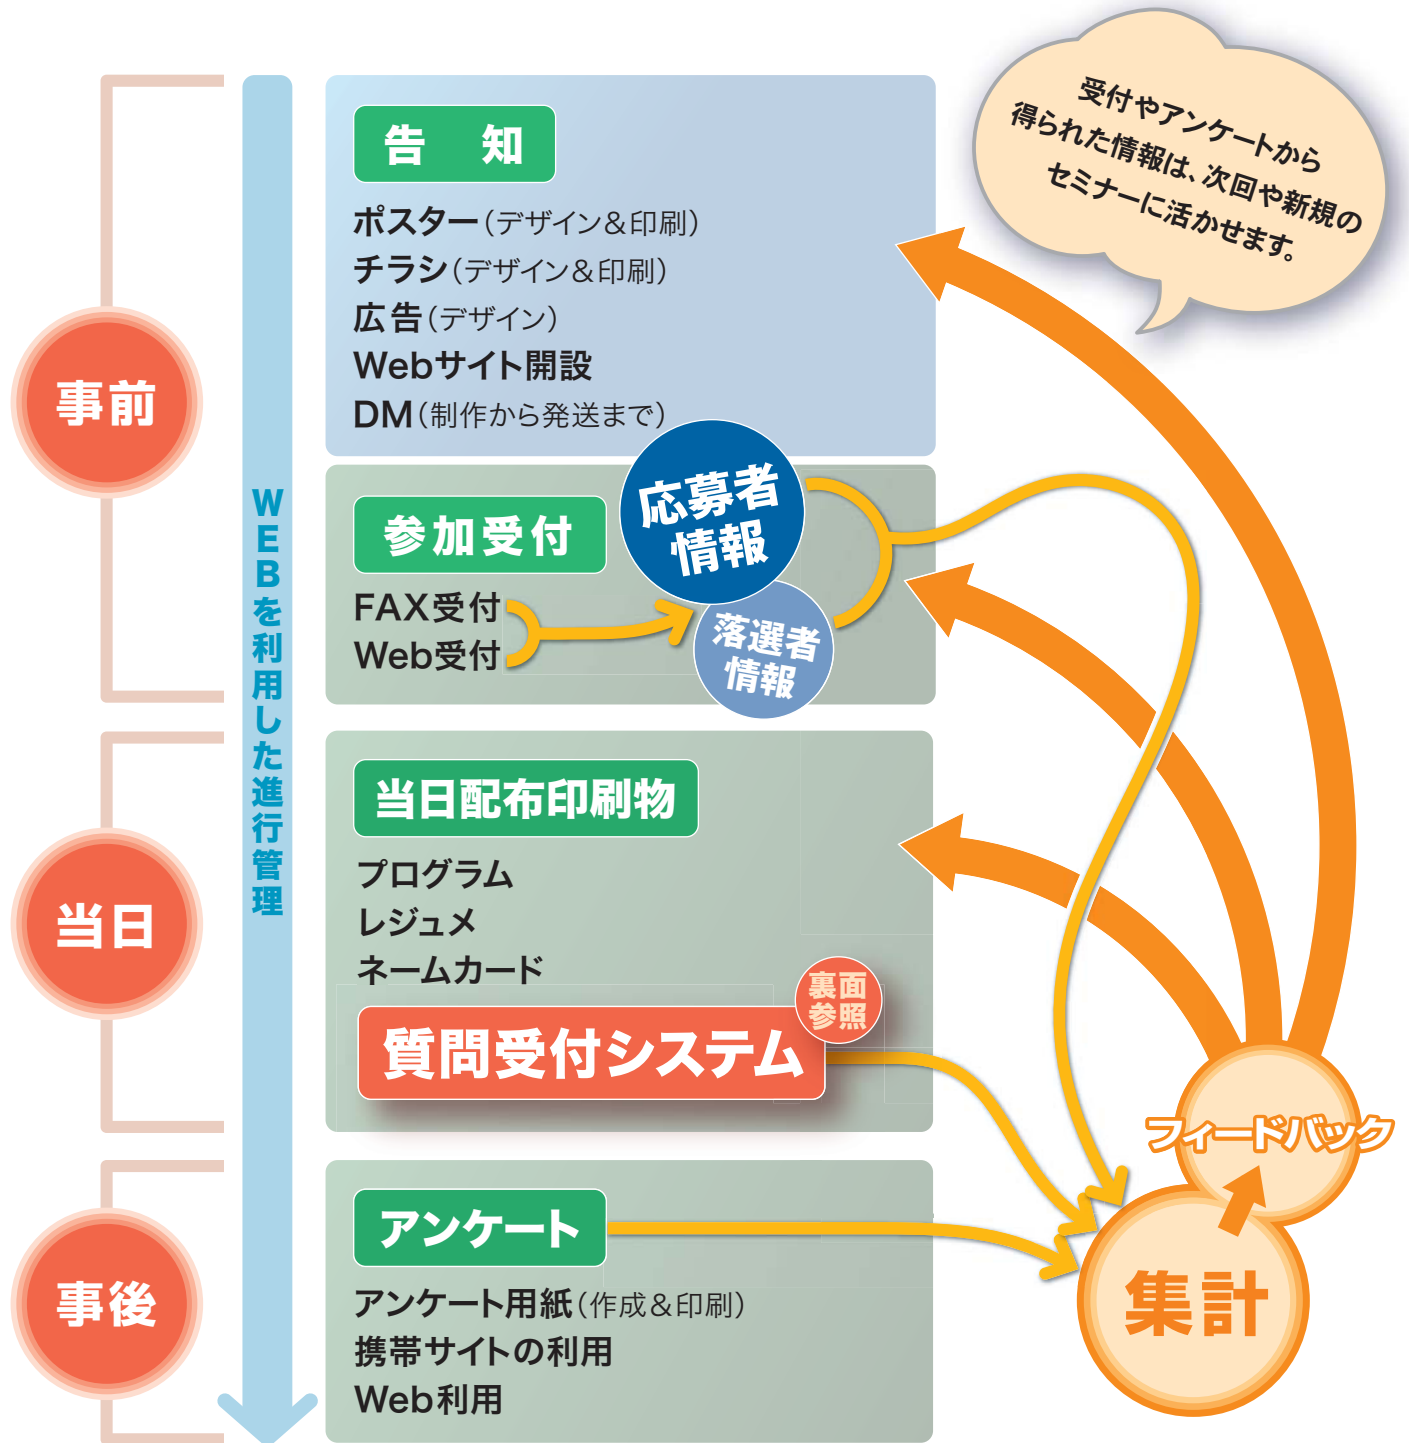 受付やアンケートから
得られた情報は、次回や新規の
セミナーに活かせます。
事前
WEBを利用した進行管理
告　知
ポスター（デザイン＆印刷）
チラシ（デザイン＆印刷）
広告（デザイン）
Webサイト開設
DM（制作から発送まで）
参加受付
FAX受付
Web受付
応募者
情報
落選者
情報
当日
当日配布印刷物
プログラム
レジュメ
ネームカード
質問受付システム
裏面
参照
フィードバック
集計
事後
アンケート
アンケート用紙（作成＆印刷）
携帯サイトの利用
Web利用